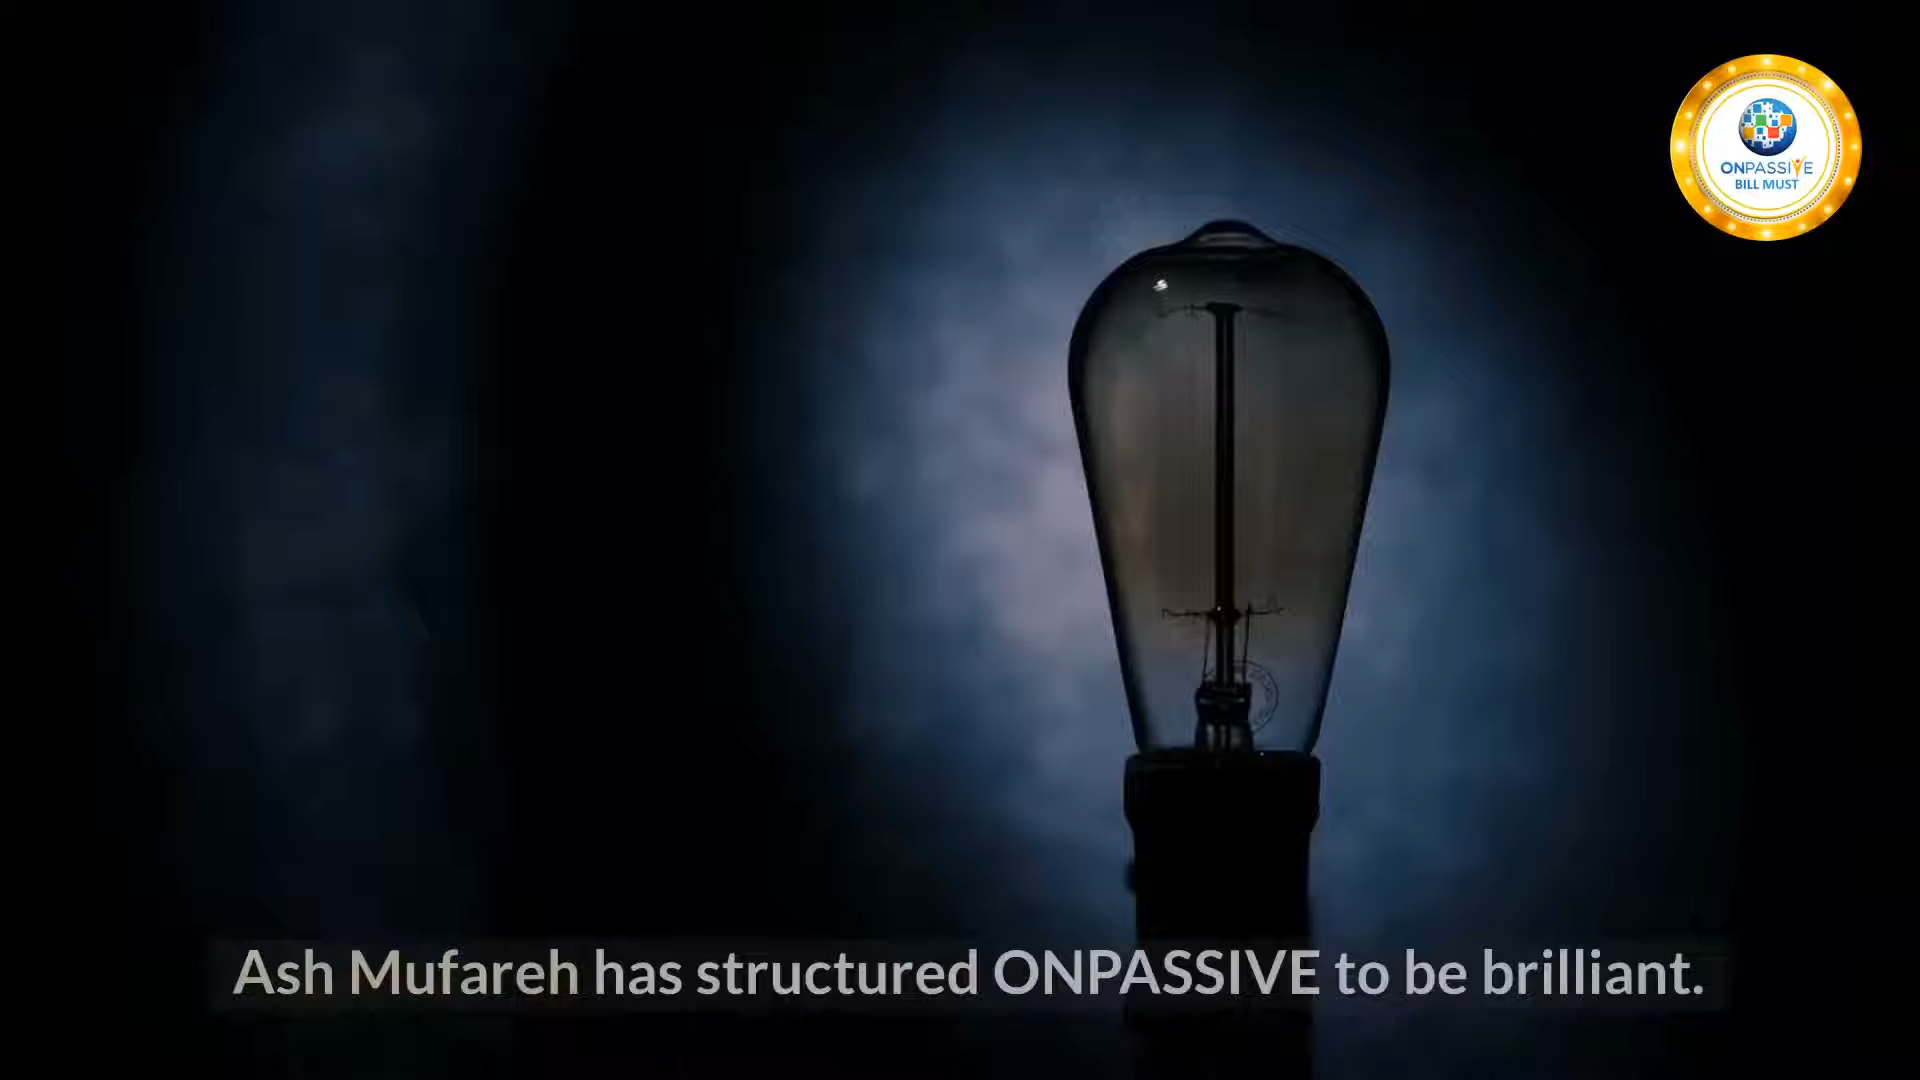 ONPASSIVE
BILL MUST
Ash Mufareh has structured ONPASSIVE to be brilliant.